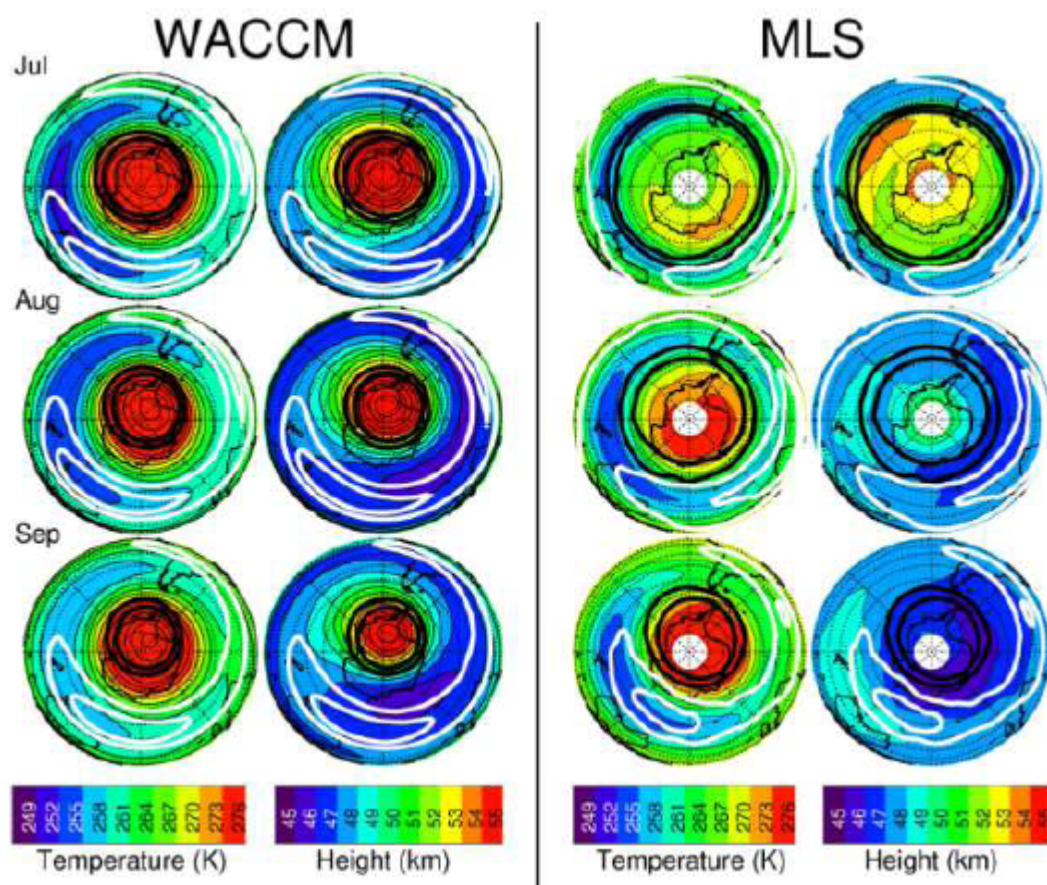 WACCM MLS
Jul
Aug
Sep
249 252 255 258 261 264 267 270 273 276
45 46 47 48 49 50 51 52 53 54 55
249 252 255 258 261 264 267 270 273 276
45 46 47 48 49 50 51 52 53 54 55
Temperature (K) Height (km) Temperature (K) Height (km)